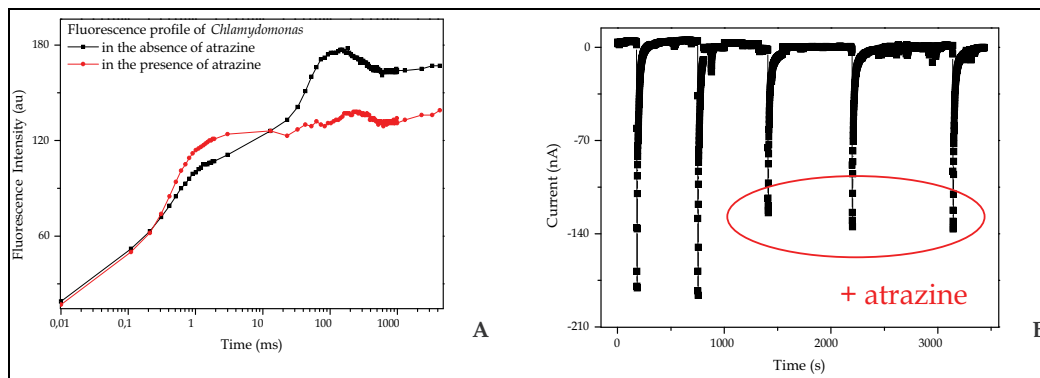 Fluorescence profile of Chlamydomonas
in the absence of atrazine
in the presence of atrazine
180
120
60
Fluorescence Intensity (au)
0,01 0,1 1 10 100 1000
Time (ms)
A
0
-70
-140
-210
Current (nA)
+ atrazine
0 1000 2000 3000
Time (s)